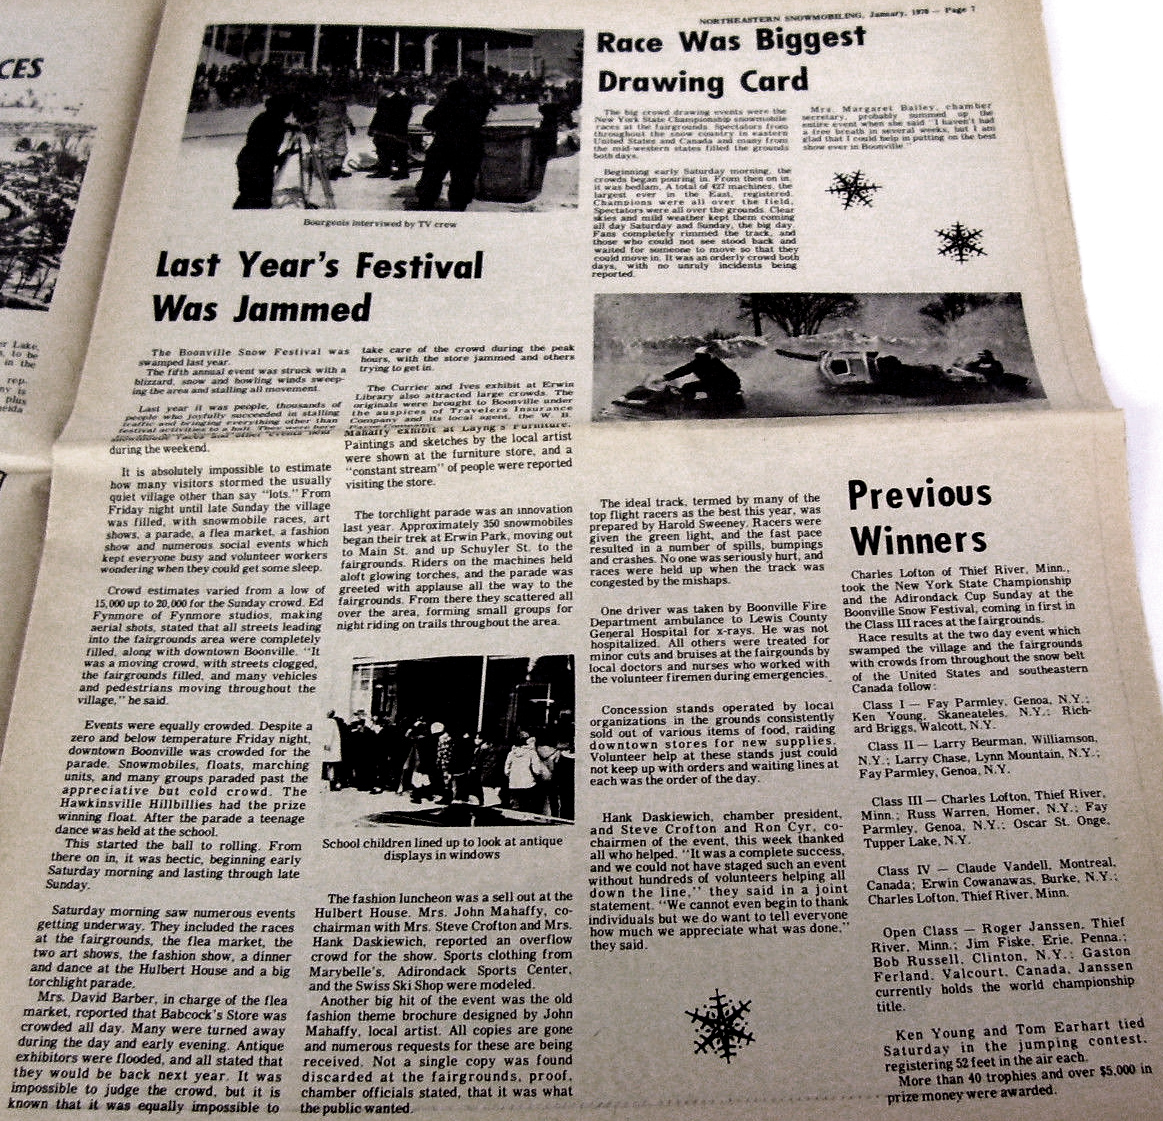 NORTHEASTERN SNOWMOBILING, January, 1970 — Page 7
CES
er Lake,
to be
in the
rep.
ny is
plus
neida
Bourgeois interviwed by TV crew
Last Year's Festival
Was Jammed
The Boonville Snow Festival was
swamped last year.
The fifth annual event was struck with a
blizzard, snow and howling winds sweep-
ing the area and stalling all movement.
Last year it was people, thousands of
people who joyfully succeeded in stalling
traffic and bringing everything other than
festival activities to a halt. They were here
during the weekend.
It is absolutely impossible to estimate
how many visitors stormed the usually
quiet village other than say "lots." From
Friday night until late Sunday the village
was filled, with snowmobile races, art
shows, a parade, a flea market, a fashion
show and numerous social events which
kept everyone busy and volunteer workers
wondering when they could get some sleep.
Crowd estimates varied from a low of
15,000 up to 20,000 for the Sunday crowd. Ed
Fynmore of Fynmore studios, making
aerial shots, stated that all streets leading
into the fairgrounds area were completely
filled, along with downtown Boonville. "It
was a moving crowd, with streets clogged,
the fairgrounds filled, and many vehicles
and pedestrians moving throughout the
village," he said.
Events were equally crowded. Despite a
zero and below temperature Friday night,
downtown Boonville was crowded for the
parade. Snowmobiles, floats, marching
units, and many groups paraded past the
appreciative but cold crowd. The
Hawkinsville Hillbillies had the prize
winning float. After the parade a teenage
dance was held at the school.
This started the ball to rolling. From
there on in, it was hectic, beginning early
Saturday morning and lasting through late
Sunday.
Saturday morning saw numerous events
getting underway. They included the races
at the fairgrounds, the flea market, the
two art shows, the fashion show, a dinner
and dance at the Hulbert House and a big
torchlight parade.
Mrs. David Barber, in charge of the flea
market, reported that Babcock's Store was
crowded all day. Many were turned away
during the day and early evening. Antique
exhibitors were flooded, and all stated that
they would be back next year. It was
impossible to judge the crowd, but it is
known that it was equally impossible to
take care of the crowd during the peak
hours, with the store jammed and others
trying to get in.
The Currier and Ives exhibit at Erwin
Library also attracted large crowds. The
originals were brought to Boonville under
the auspices of Travelers Insurance
Company and its local agent, the W. B.
Mahaffy exhibit at Layng's Furniture.
Paintings and sketches by the local artist
were shown at the furniture store, and a
"constant stream" of people were reported
visiting the store.
The torchlight parade was an innovation
last year. Approximately 350 snowmobiles
began their trek at Erwin Park, moving out
to Main St. and up Schuyler St. to the
fairgrounds. Riders on the machines held
aloft glowing torches, and the parade was
greeted with applause all the way to the
fairgrounds. From there they scattered all
over the area, forming small groups for
night riding on trails throughout the area.
School children lined up to look at antique
displays in windows
The fashion luncheon was a sell out at the
Hulbert House. Mrs. John Mahaffy, co-
chairman with Mrs. Steve Crofton and Mrs.
Hank Daskiewich, reported an overflow
crowd for the show. Sports clothing from
Marybelle's, Adirondack Sports Center,
and the Swiss Ski Shop were modeled.
Another big hit of the event was the old
fashion theme brochure designed by John
Mahaffy, local artist. All copies are gone
and numerous requests for these are being
received. Not a single copy was found
discarded at the fairgrounds, proof,
chamber officials stated, that it was what
the public wanted.
Race Was Biggest
Drawing Card
The big crowd drawing events were the
New York State Championship snowmobile
races at the fairgrounds. Spectators from
throughout the snow country in eastern
United States and Canada and many from
the mid-western states filled the grounds
both days.
Beginning early Saturday morning, the
crowds began pouring in. From then on in,
it was bedlam. A total of 427 machines, the
largest ever in the East, registered.
Champions were all over the field,
Spectators were all over the grounds. Clear
skies and mild weather kept them coming
all day Saturday and Sunday, the big day.
Fans completely rimmed the track, and
those who could not see stood back and
waited for someone to move so that they
could move in. It was an orderly crowd both
days, with no unruly incidents being
reported.
Mrs. Margaret Bailey, chamber
secretary, probably summed up the
entire event when she said "I haven't had
a free breath in several weeks, but I am
glad that I could help in putting on the best
show ever in Boonville."
The ideal track, termed by many of the
top flight racers as the best this year, was
prepared by Harold Sweeney. Racers were
given the green light, and the fast pace
resulted in a number of spills, bumpings
and crashes. No one was seriously hurt, and
races were held up when the track was
congested by the mishaps.
One driver was taken by Boonville Fire
Department ambulance to Lewis County
General Hospital for x-rays. He was not
hospitalized. All others were treated for
minor cuts and bruises at the fairgounds by
local doctors and nurses who worked with
the volunteer firemen during emergencies.
Concession stands operated by local
organizations in the grounds consistently
sold out of various items of food, raiding
downtown stores for new supplies.
Volunteer help at these stands just could
not keep up with orders and waiting lines at
each was the order of the day.
Hank Daskiewich, chamber president,
and Steve Crofton and Ron Cyr, co-
chairmen of the event, this week thanked
all who helped. "It was a complete success,
and we could not have staged such an event
without hundreds of volunteers helping all
down the line," they said in a joint
statement. "We cannot even begin to thank
individuals but we do want to tell everyone
how much we appreciate what was done,"
they said.
Previous
Winners
Charles Lofton of Thief River, Minn.,
took the New York State Championship
and the Adirondack Cup Sunday at the
Boonville Snow Festival, coming in first in
the Class III races at the fairgrounds.
Race results at the two day event which
swamped the village and the fairgrounds
with crowds from throughout the snow belt
of the United States and southeastern
Canada follow:
Class I — Fay Parmley, Genoa, N.Y.;
Ken Young, Skaneateles, N.Y.; Rich-
ard Briggs, Walcott, N.Y.
Class II — Larry Beurman, Williamson,
N.Y.; Larry Chase, Lynn Mountain, N.Y.;
Fay Parmley, Genoa, N.Y.
Class III — Charles Lofton, Thief River,
Minn.; Russ Warren, Homer, N.Y.; Fay
Parmley, Genoa, N.Y.; Oscar St. Onge,
Tupper Lake, N.Y.
Class IV — Claude Vandell, Montreal,
Canada; Erwin Cowanawas, Burke, N.Y.;
Charles Lofton, Thief River, Minn.
Open Class — Roger Janssen, Thief
River, Minn.; Jim Fiske, Erie, Penna.;
Bob Russell, Clinton, N.Y.; Gaston
Ferland, Valcourt, Canada, Janssen
currently holds the world championship
title.
Ken Young and Tom Earhart tied
Saturday in the jumping contest,
registering 52 feet in the air each.
More than 40 trophies and over $5,000 in
prize money were awarded.